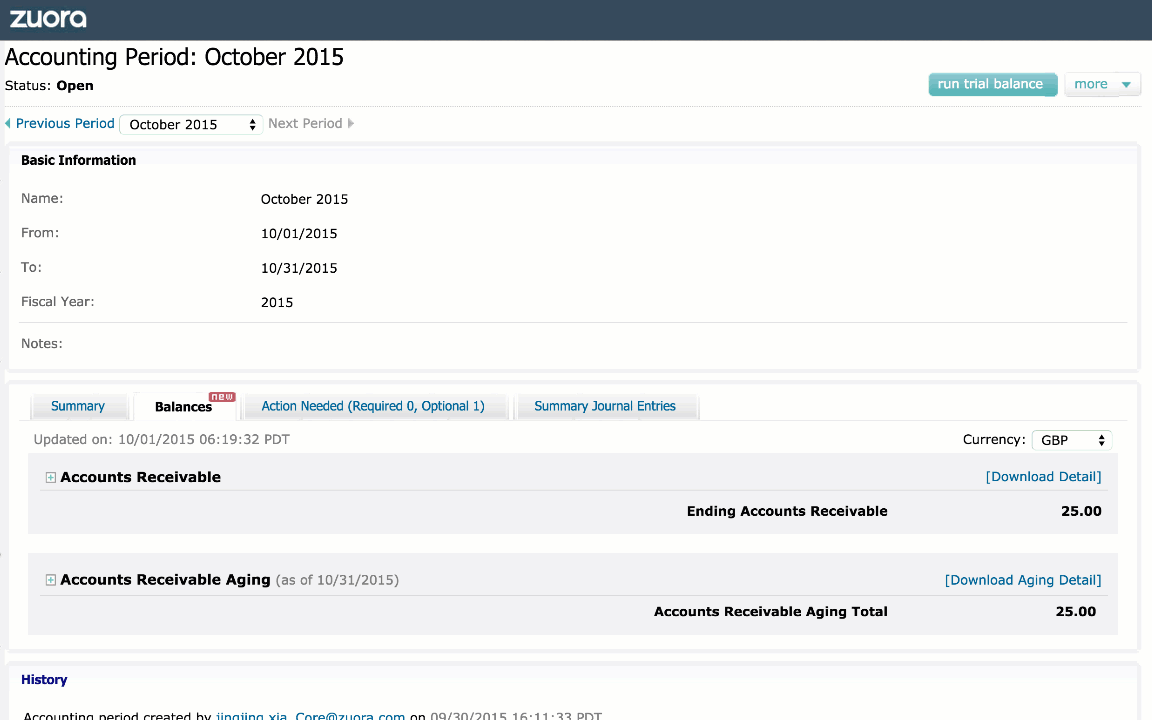 zuora
Accounting Period: October 2015
Status: Open
run trial balance more
Previous Period October 2015 Next Period
Basic Information
Name: October 2015
From: 10/01/2015
To: 10/31/2015
Fiscal Year: 2015
Notes:
Summary Balances new Action Needed (Required 0, Optional 1) Summary Journal Entries
Updated on: 10/01/2015 06:19:32 PDT Currency: GBP
Accounts Receivable [Download Detail]
Ending Accounts Receivable 25.00
Accounts Receivable Aging (as of 10/31/2015) [Download Aging Detail]
Accounts Receivable Aging Total 25.00
History
Accounting period created by jingjing.xia_Core@zuora.com on 09/30/2015 16:11:33 PDT